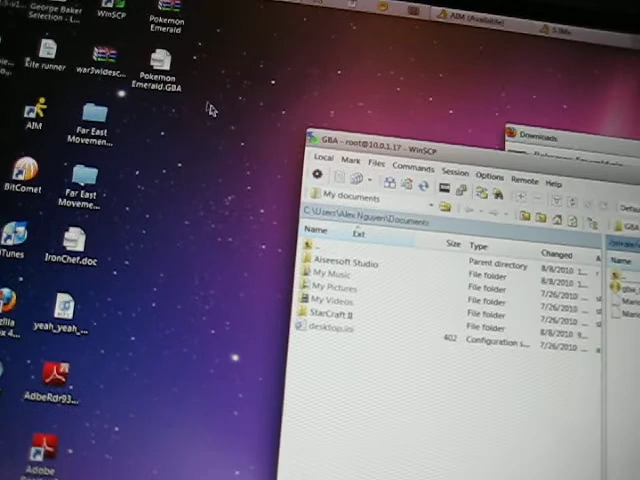 George Baker
Selection - L...
WinSCP
Pokemon
Emerald
AIM (Available)
Lite runner
war3widesc...
Pokemon
Emerald.GBA
AIM
Far East
Movemen...
BitComet
Far East
Moveme...
iTunes
IronChef.doc
yeah_yeah_...
AdbeRdr93...
Adobe
Downloads
GBA - root@10.0.1.17 - WinSCP
Local Mark Files Commands Session Options Remote Help
My documents
GBA
C:\Users\Alex Nguyen\Documents
Name Ext Size Type Changed
Name
.. Parent directory 8/8/2010 1...
Aiseesoft Studio File folder 8/8/2010 1...
My Music File folder 7/26/2010 ...
My Pictures File folder 7/26/2010 ...
My Videos File folder 7/26/2010 ...
StarCraft II File folder 8/8/2010 9...
desktop.ini 402 Configuration s... 7/26/2010 ...